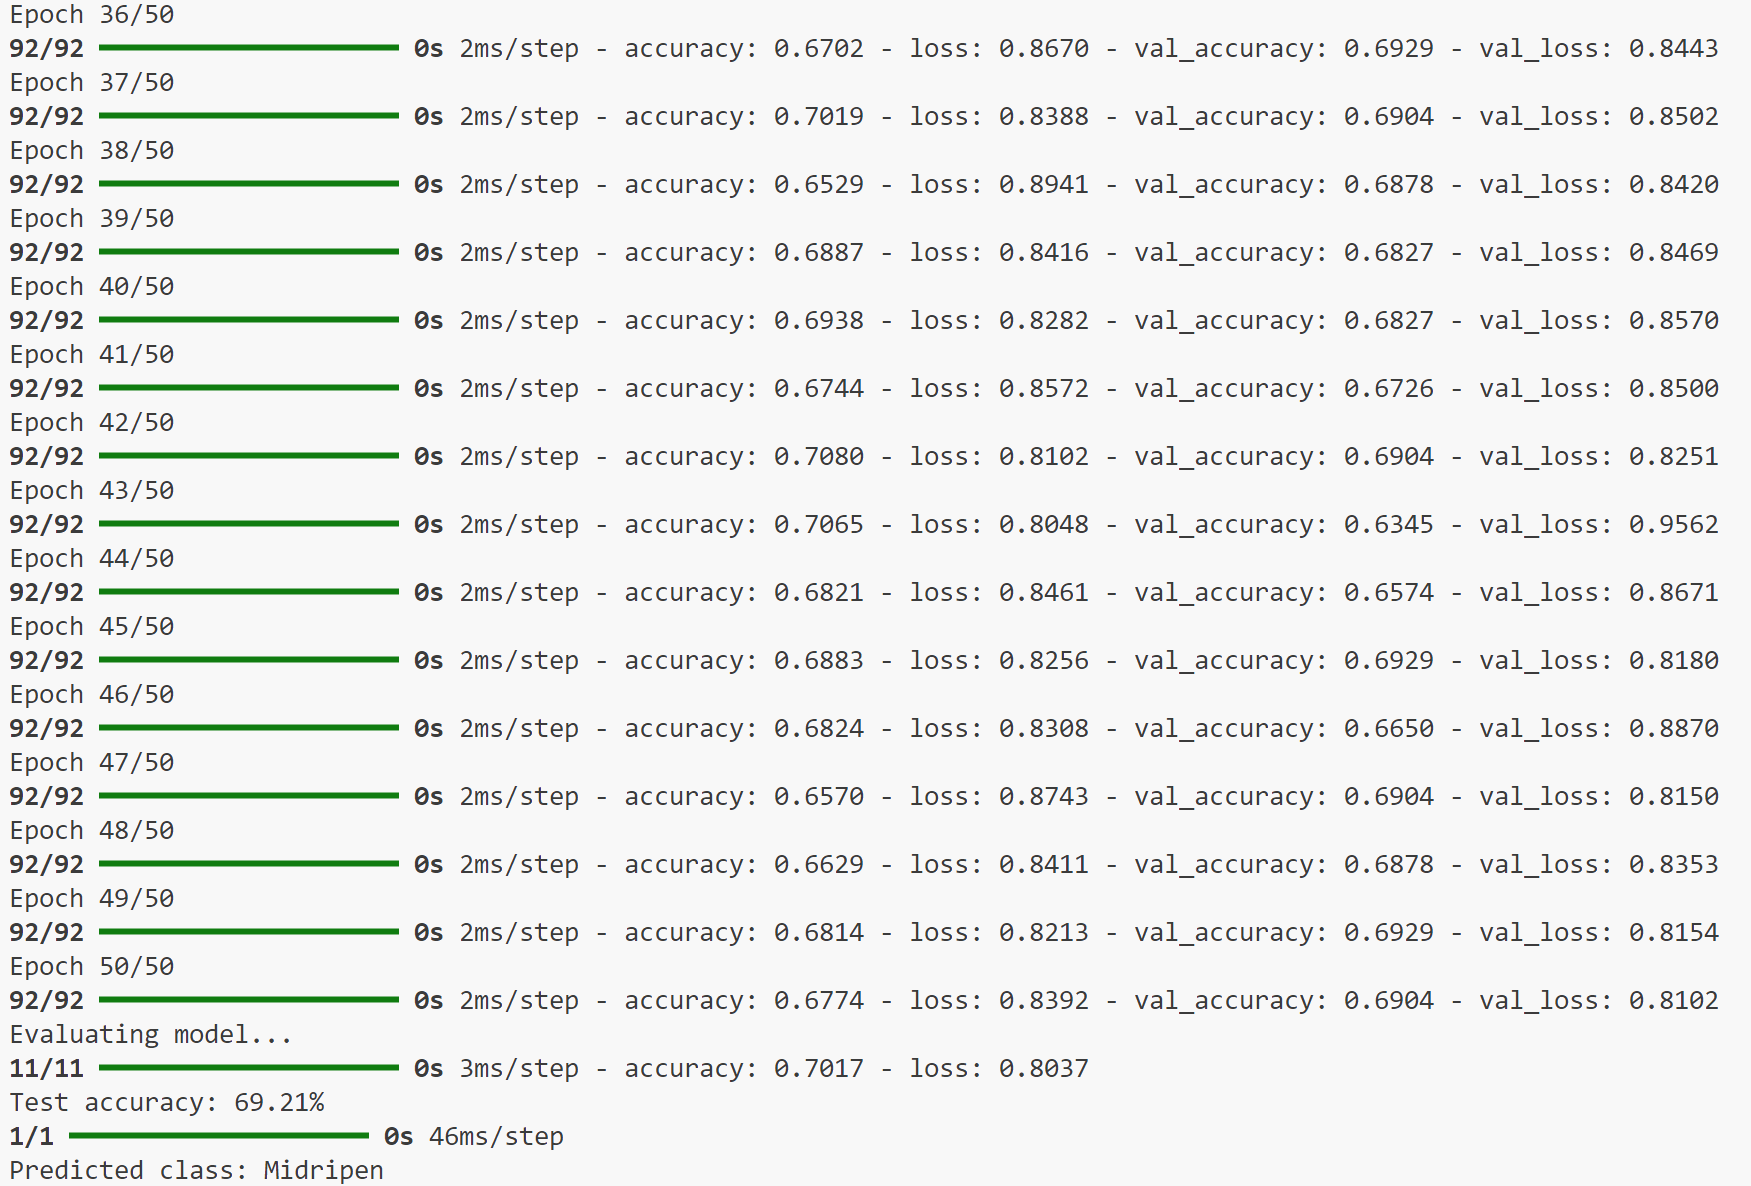 Epoch 36/50
92/92 ━━━━━━━━━━━━━━━━━━━━ 0s 2ms/step - accuracy: 0.6702 - loss: 0.8670 - val_accuracy: 0.6929 - val_loss: 0.8443
Epoch 37/50
92/92 ━━━━━━━━━━━━━━━━━━━━ 0s 2ms/step - accuracy: 0.7019 - loss: 0.8388 - val_accuracy: 0.6904 - val_loss: 0.8502
Epoch 38/50
92/92 ━━━━━━━━━━━━━━━━━━━━ 0s 2ms/step - accuracy: 0.6529 - loss: 0.8941 - val_accuracy: 0.6878 - val_loss: 0.8420
Epoch 39/50
92/92 ━━━━━━━━━━━━━━━━━━━━ 0s 2ms/step - accuracy: 0.6887 - loss: 0.8416 - val_accuracy: 0.6827 - val_loss: 0.8469
Epoch 40/50
92/92 ━━━━━━━━━━━━━━━━━━━━ 0s 2ms/step - accuracy: 0.6938 - loss: 0.8282 - val_accuracy: 0.6827 - val_loss: 0.8570
Epoch 41/50
92/92 ━━━━━━━━━━━━━━━━━━━━ 0s 2ms/step - accuracy: 0.6744 - loss: 0.8572 - val_accuracy: 0.6726 - val_loss: 0.8500
Epoch 42/50
92/92 ━━━━━━━━━━━━━━━━━━━━ 0s 2ms/step - accuracy: 0.7080 - loss: 0.8102 - val_accuracy: 0.6904 - val_loss: 0.8251
Epoch 43/50
92/92 ━━━━━━━━━━━━━━━━━━━━ 0s 2ms/step - accuracy: 0.7065 - loss: 0.8048 - val_accuracy: 0.6345 - val_loss: 0.9562
Epoch 44/50
92/92 ━━━━━━━━━━━━━━━━━━━━ 0s 2ms/step - accuracy: 0.6821 - loss: 0.8461 - val_accuracy: 0.6574 - val_loss: 0.8671
Epoch 45/50
92/92 ━━━━━━━━━━━━━━━━━━━━ 0s 2ms/step - accuracy: 0.6883 - loss: 0.8256 - val_accuracy: 0.6929 - val_loss: 0.8180
Epoch 46/50
92/92 ━━━━━━━━━━━━━━━━━━━━ 0s 2ms/step - accuracy: 0.6824 - loss: 0.8308 - val_accuracy: 0.6650 - val_loss: 0.8870
Epoch 47/50
92/92 ━━━━━━━━━━━━━━━━━━━━ 0s 2ms/step - accuracy: 0.6570 - loss: 0.8743 - val_accuracy: 0.6904 - val_loss: 0.8150
Epoch 48/50
92/92 ━━━━━━━━━━━━━━━━━━━━ 0s 2ms/step - accuracy: 0.6629 - loss: 0.8411 - val_accuracy: 0.6878 - val_loss: 0.8353
Epoch 49/50
92/92 ━━━━━━━━━━━━━━━━━━━━ 0s 2ms/step - accuracy: 0.6814 - loss: 0.8213 - val_accuracy: 0.6929 - val_loss: 0.8154
Epoch 50/50
92/92 ━━━━━━━━━━━━━━━━━━━━ 0s 2ms/step - accuracy: 0.6774 - loss: 0.8392 - val_accuracy: 0.6904 - val_loss: 0.8102
Evaluating model...
11/11 ━━━━━━━━━━━━━━━━━━━━ 0s 3ms/step - accuracy: 0.7017 - loss: 0.8037
Test accuracy: 69.21%
1/1 ━━━━━━━━━━━━━━━━━━━━ 0s 46ms/step
Predicted class: Midripen